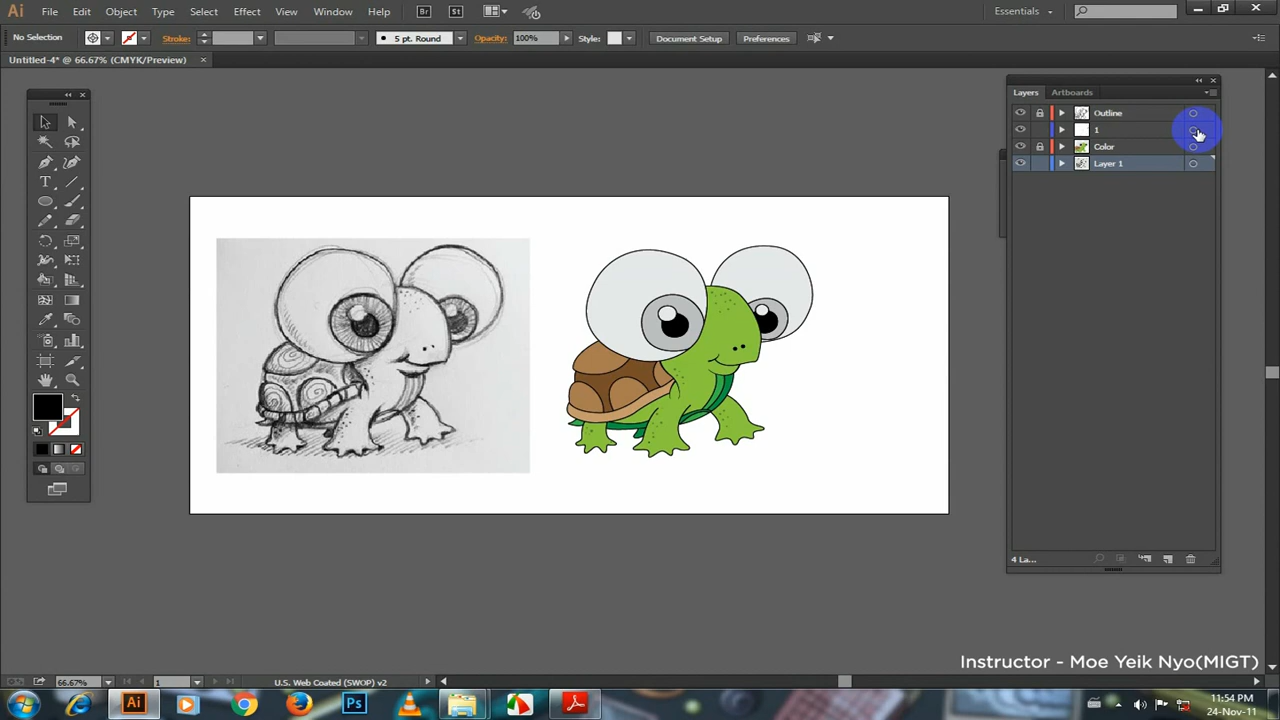 Ai File Edit Object Type Select Effect View Window Help Br St Essentials
No Selection Stroke: 5 pt. Round Opacity: 100% Style: Document Setup Preferences
Untitled-4* @ 66.67% (CMYK/Preview)
Layers Artboards
Outline
1
Color
Layer 1
4 La...
Instructor - Moe Yeik Nyo(MIGT)
66.67% 1 U.S. Web Coated (SWOP) v2
Ai Ps
11:54 PM
24-Nov-11